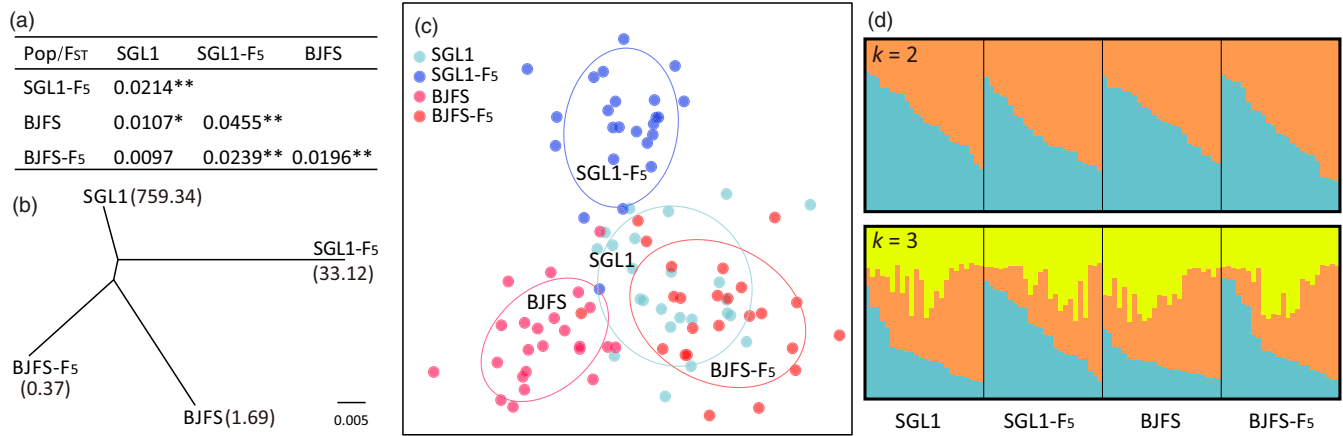 (a)
Pop/FST SGL1 SGL1-F5 BJFS
SGL1-F5 0.0214**
BJFS 0.0107* 0.0455**
BJFS-F5 0.0097 0.0239** 0.0196**
(b)
SGL1(759.34)
SGL1-F5
(33.12)
BJFS-F5
(0.37)
BJFS(1.69)
0.005
(c)
SGL1
SGL1-F5
BJFS
BJFS-F5
SGL1-F5
SGL1
BJFS
BJFS-F5
(d)
k = 2
k = 3
SGL1 SGL1-F5 BJFS BJFS-F5